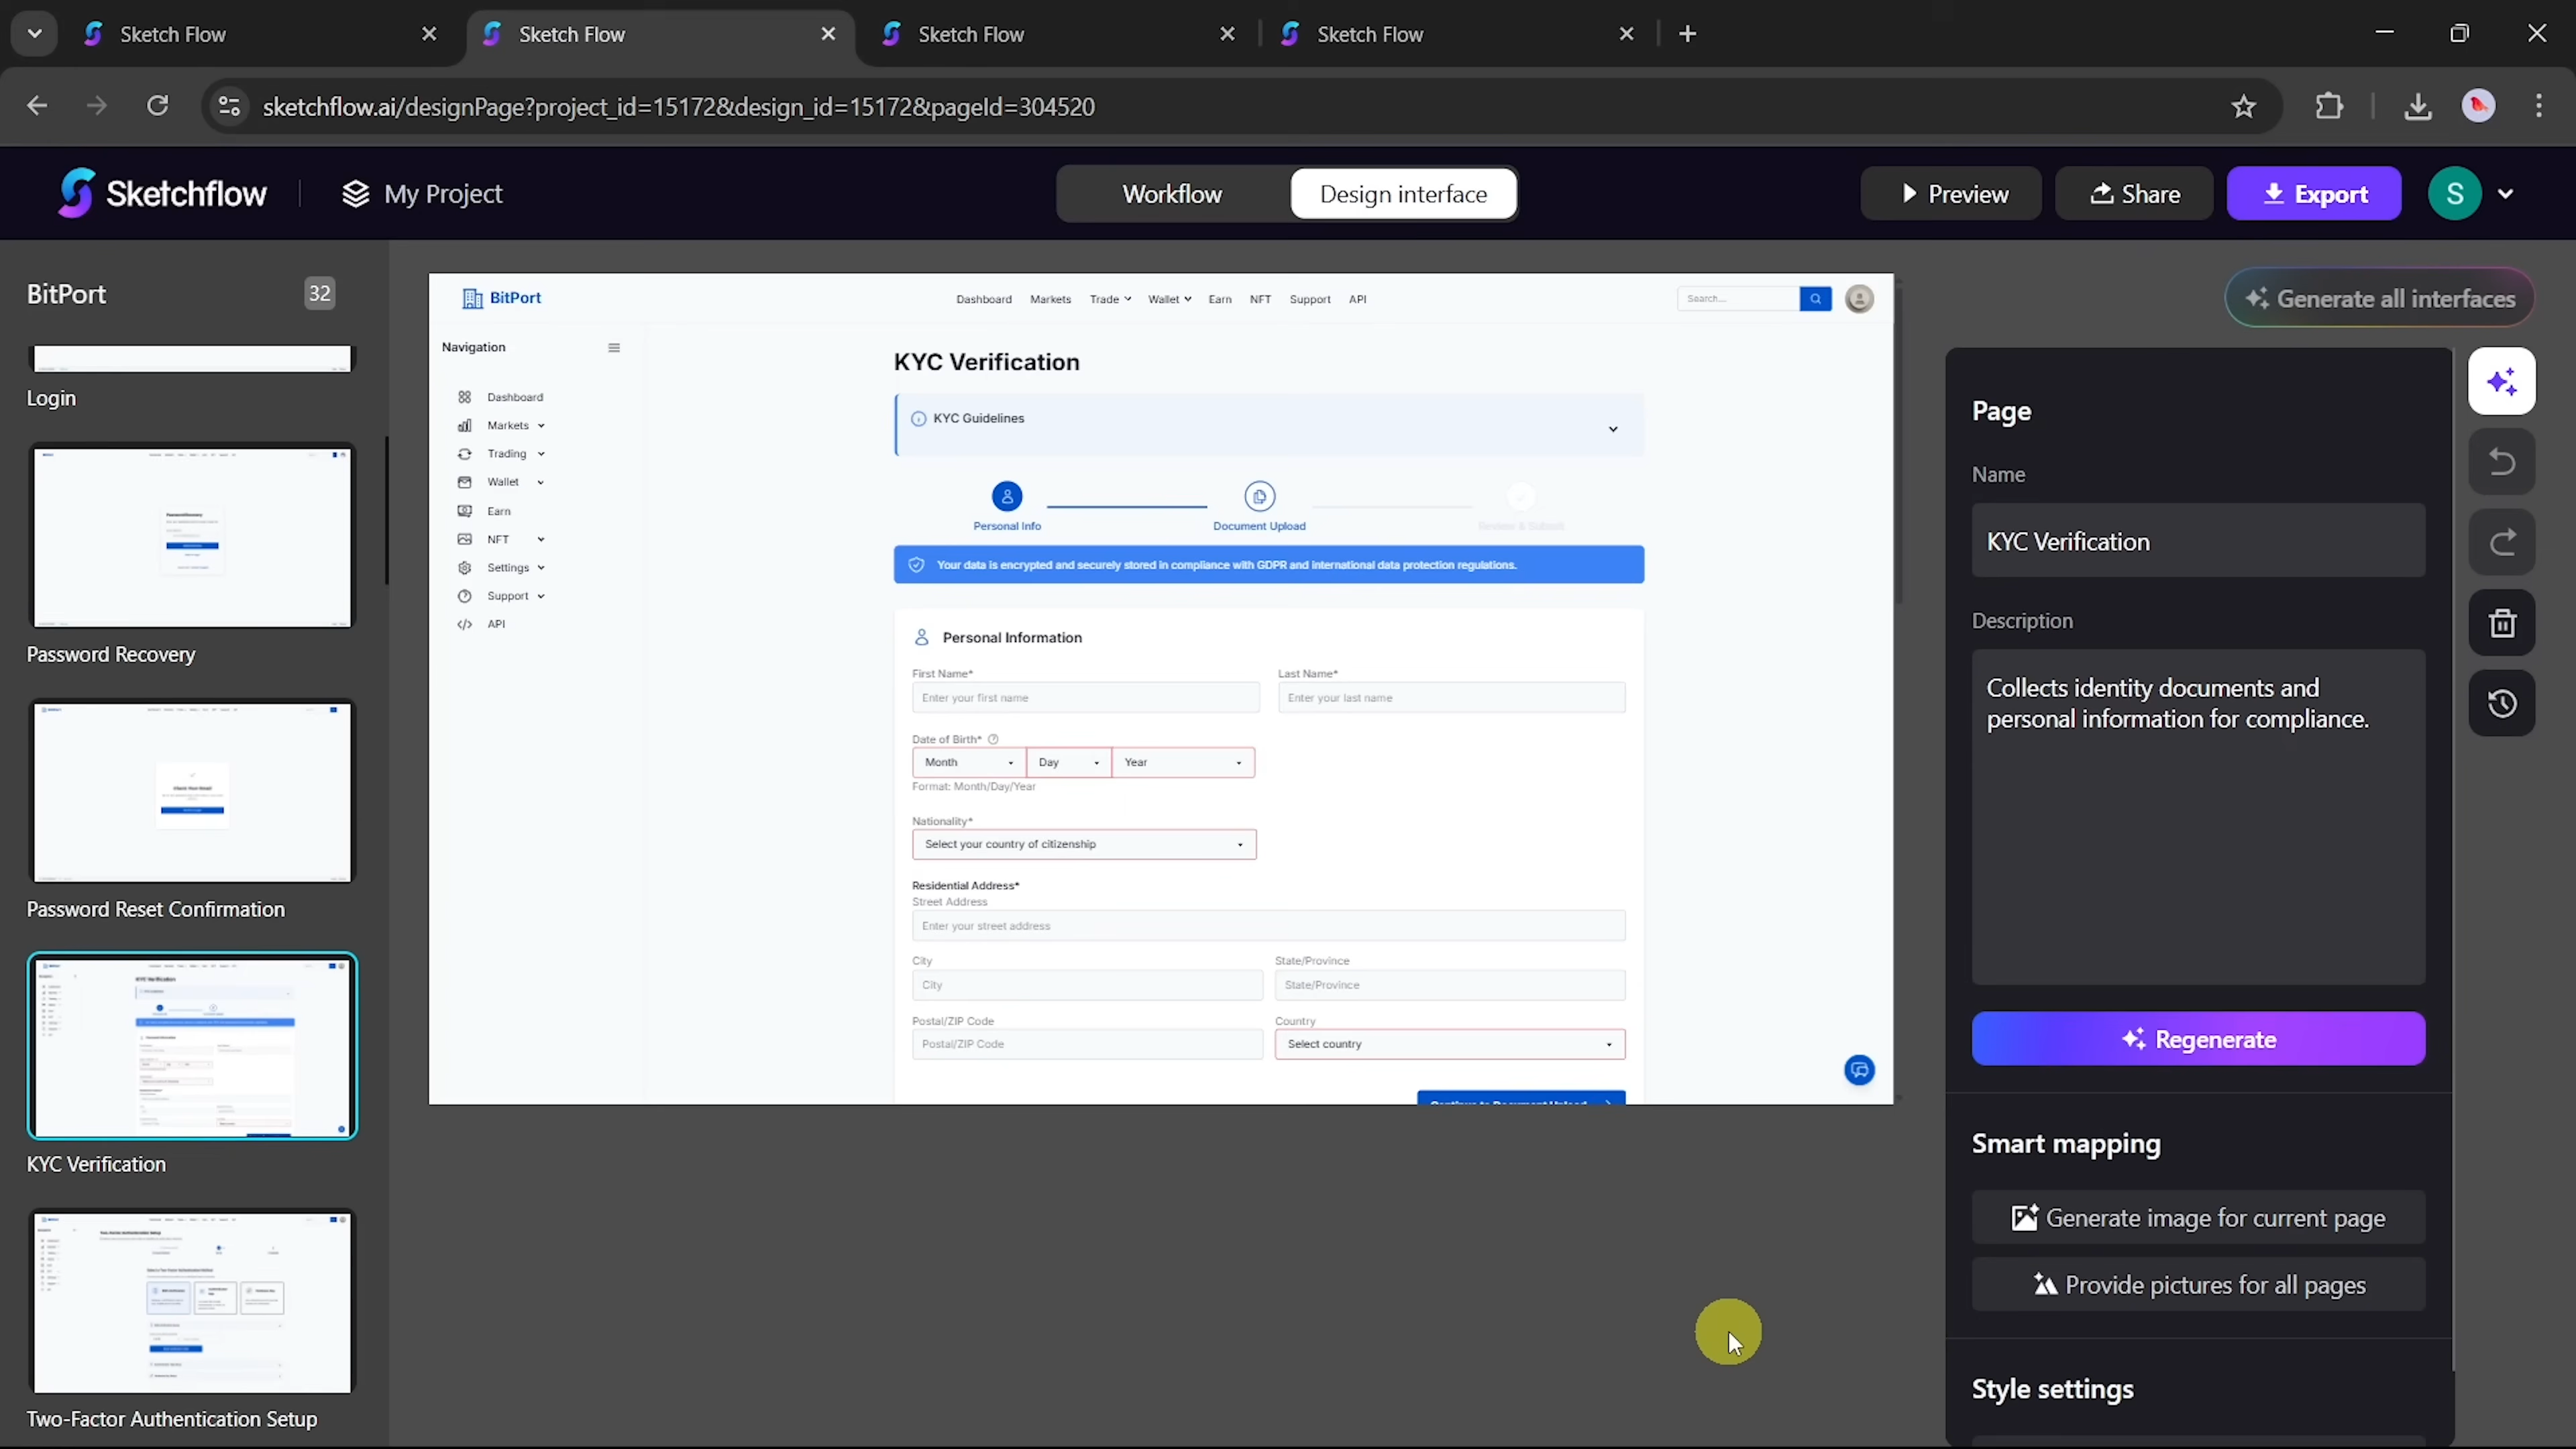 Sketch Flow
Sketch Flow
Sketch Flow
Sketch Flow
sketchflow.ai/designPage?project_id=15172&design_id=15172&pageId=304520
Sketchflow
My Project
Workflow
Design interface
Preview
Share
Export
S
BitPort
32
Login
Password Recovery
Password Reset Confirmation
KYC Verification
Two-Factor Authentication Setup
BitPort
Dashboard
Markets
Trade
Wallet
Earn
NFT
Support
API
Search...
Navigation
Dashboard
Markets
Trading
Wallet
Earn
NFT
Settings
Support
API
KYC Verification
KYC Guidelines
Personal Info
Document Upload
Review & Submit
Your data is encrypted and securely stored in compliance with GDPR and international data protection regulations.
Personal Information
First Name*
Last Name*
Enter your first name
Enter your last name
Date of Birth*
Month
Day
Year
Format: Month/Day/Year
Nationality*
Select your country of citizenship
Residential Address*
Street Address
Enter your street address
City
State/Province
City
State/Province
Postal/ZIP Code
Country
Postal/ZIP Code
Select country
Continue to Document Upload
Generate all interfaces
Page
Name
KYC Verification
Description
Collects identity documents and
personal information for compliance.
Regenerate
Smart mapping
Generate image for current page
Provide pictures for all pages
Style settings